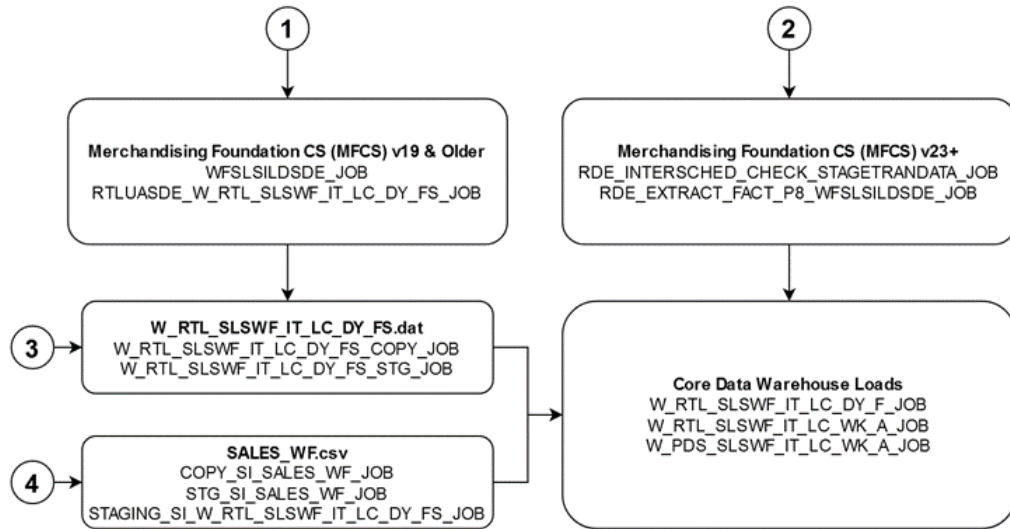 1
2
Merchandising Foundation CS (MFCS) v19 & Older
WFSLSILDSDE_JOB
RTLUASDE_W_RTL_SLSWF_IT_LC_DY_FS_JOB
Merchandising Foundation CS (MFCS) v23+
RDE_INTERSCHED_CHECK_STAGETRANDATA_JOB
RDE_EXTRACT_FACT_P8_WFSLSILDSDE_JOB
3
W_RTL_SLSWF_IT_LC_DY_FS.dat
W_RTL_SLSWF_IT_LC_DY_FS_COPY_JOB
W_RTL_SLSWF_IT_LC_DY_FS_STG_JOB
4
SALES_WF.csv
COPY_SI_SALES_WF_JOB
STG_SI_SALES_WF_JOB
STAGING_SI_W_RTL_SLSWF_IT_LC_DY_FS_JOB
Core Data Warehouse Loads
W_RTL_SLSWF_IT_LC_DY_F_JOB
W_RTL_SLSWF_IT_LC_WK_A_JOB
W_PDS_SLSWF_IT_LC_WK_A_JOB